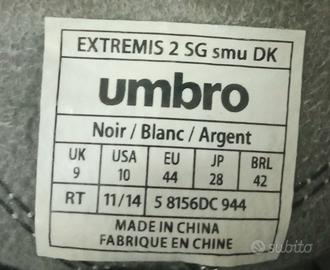 EXTREMIS 2 SG smu DK
umbro
Noir / Blanc / Argent
UK USA EU JP BRL
9 10 44 28 42
RT 11/14 5 8156DC 944
MADE IN CHINA
FABRIQUE EN CHINE
subito